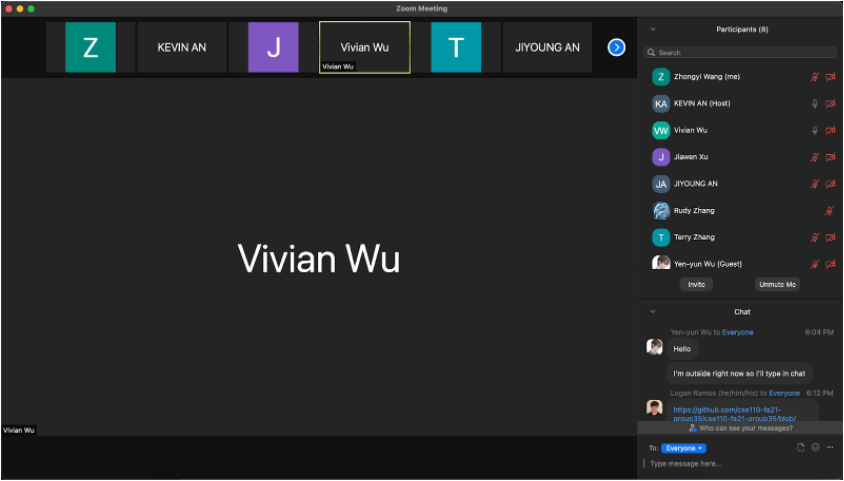 Zoom Meeting
Z
KEVIN AN
J
Vivian Wu
Vivian Wu
T
JIYOUNG AN
Vivian Wu
Vivian Wu
Participants (8)
Search
Z Zhongyi Wang (me)
KA KEVIN AN (Host)
VW Vivian Wu
J Jiawen Xu
JA JIYOUNG AN
Rudy Zhang
T Terry Zhang
Yen-yun Wu (Guest)
Invite Unmute Me
Chat
Yen-yun Wu to Everyone 6:04 PM
Hello
I'm outside right now so I'll type in chat
Logan Ramos (he/him/his) to Everyone 6:12 PM
https://github.com/cse110-fa21-
group35/cse110-fa21-group35/blob/
Who can see your messages?
To: Everyone
Type message here...